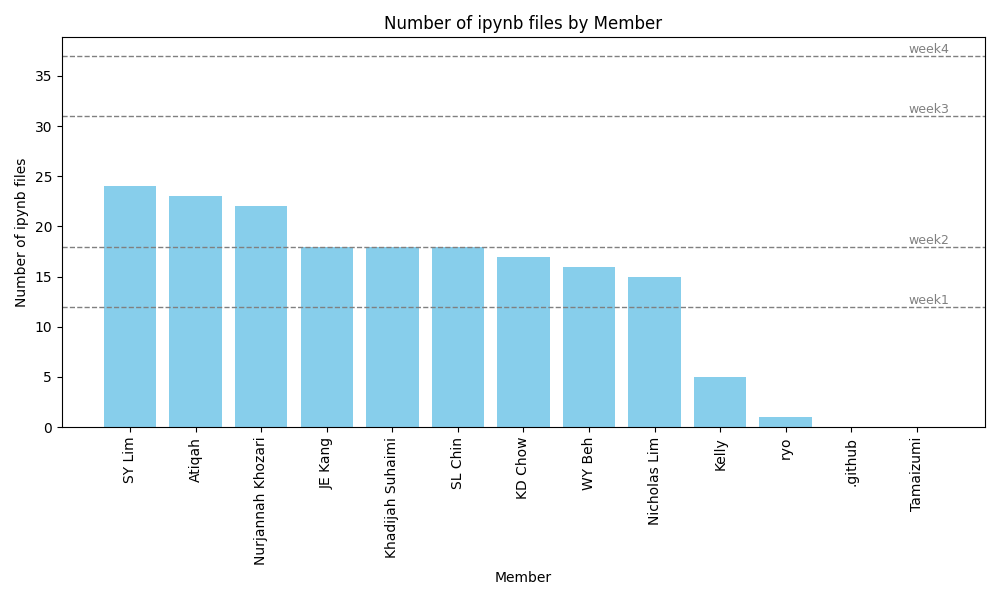 Number of ipynb files by Member
Number of ipynb files
35
30
25
20
15
10
5
0
week4
week3
week2
week1
SY Lim
Atiqah
Nurjannah Khozari
JE Kang
Khadijah Suhaimi
SL Chin
KD Chow
WY Beh
Nicholas Lim
Kelly
ryo
.github
Tamaizumi
Member